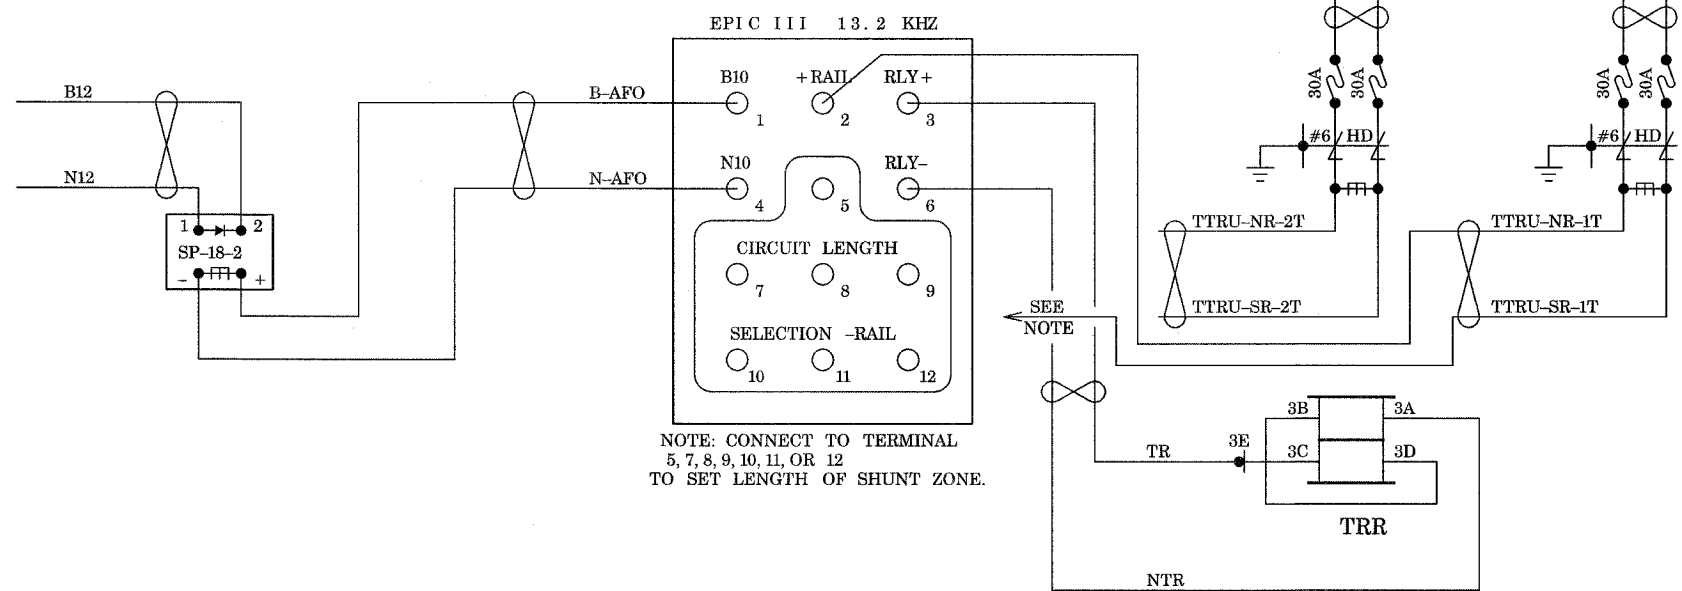 EPIC III 13.2 KHZ
B10 +RAIL RLY+
1 2 3
N10 RLY-
4 5 6
CIRCUIT LENGTH
7 8 9
SELECTION -RAIL
10 11 12
NOTE: CONNECT TO TERMINAL
5, 7, 8, 9, 10, 11, OR 12
TO SET LENGTH OF SHUNT ZONE.
B12
N12
B-AFO
N-AFO
1 2
SP-18-2
- +
30A 30A
#6 HD
30A 30A
#6 HD
TTRU-NR-2T
TTRU-SR-2T
TTRU-NR-1T
TTRU-SR-1T
SEE
NOTE
3B 3A
3E
TR
3C 3D
TRR
NTR